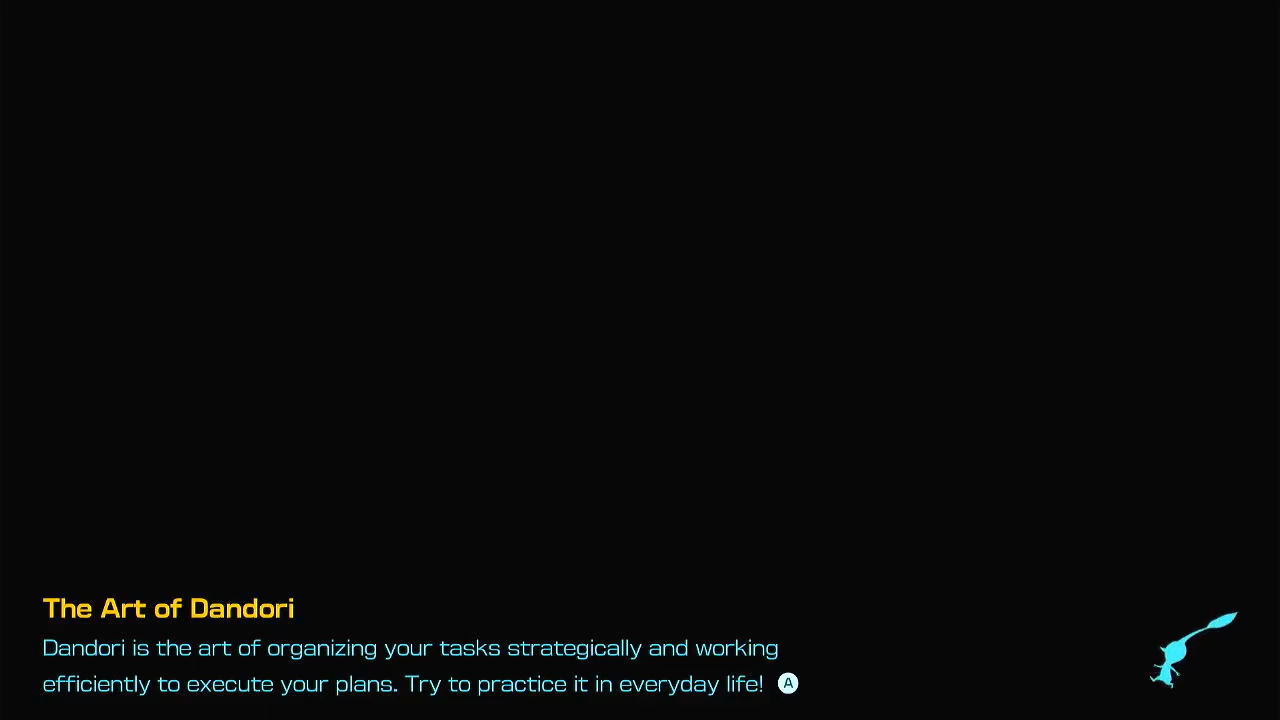 The Art of Dandori
Dandori is the art of organizing your tasks strategically and working
efficiently to execute your plans. Try to practice it in everyday life! A